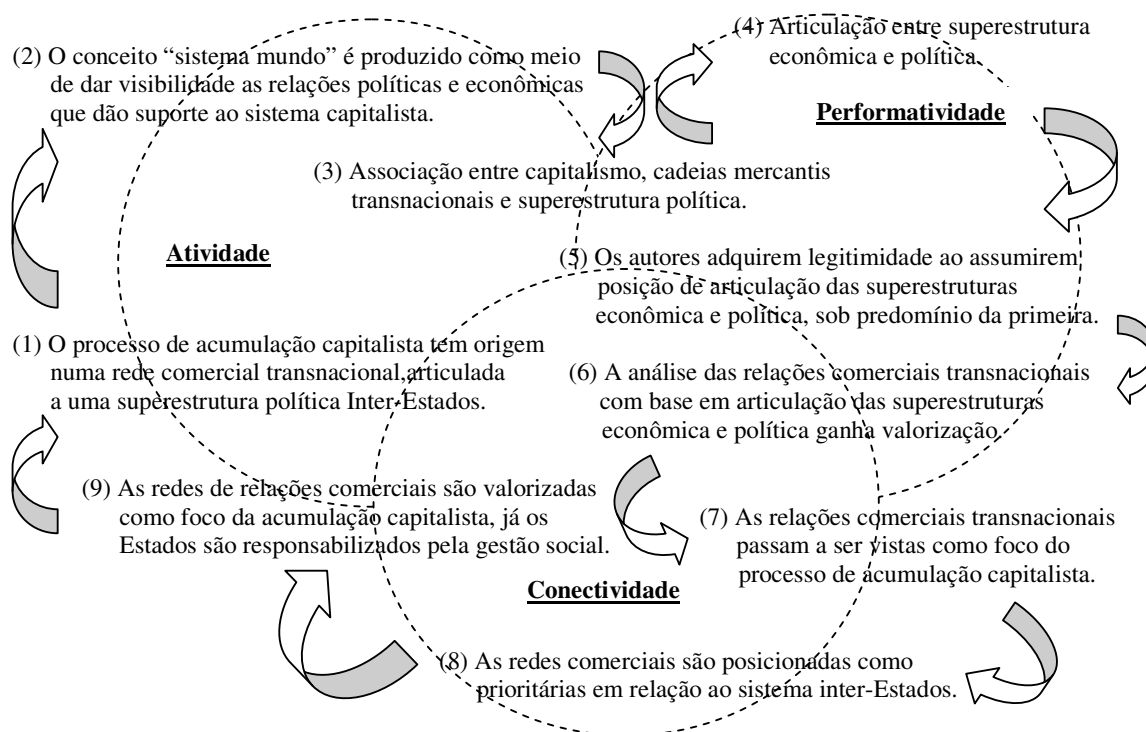 (2) O conceito “sistema mundo” é produzido como meio
de dar visibilidade as relações políticas e econômicas
que dão suporte ao sistema capitalista.
(4) Articulação entre superestrutura
econômica e política.
Performatividade
(3) Associação entre capitalismo, cadeias mercantis
transnacionais e superestrutura política.
Atividade
(5) Os autores adquirem legitimidade ao assumirem
posição de articulação das superestruturas
econômica e política, sob predomínio da primeira.
(1) O processo de acumulação capitalista tem origem
numa rede comercial transnacional, articulada
a uma superestrutura política Inter-Estados.
(6) A análise das relações comerciais transnacionais
com base em articulação das superestruturas
econômica e política ganha valorização
(9) As redes de relações comerciais são valorizadas
como foco da acumulação capitalista, já os
Estados são responsabilizados pela gestão social.
(7) As relações comerciais transnacionais
passam a ser vistas como foco do
processo de acumulação capitalista.
Conectividade
(8) As redes comerciais são posicionadas como
prioritárias em relação ao sistema inter-Estados.